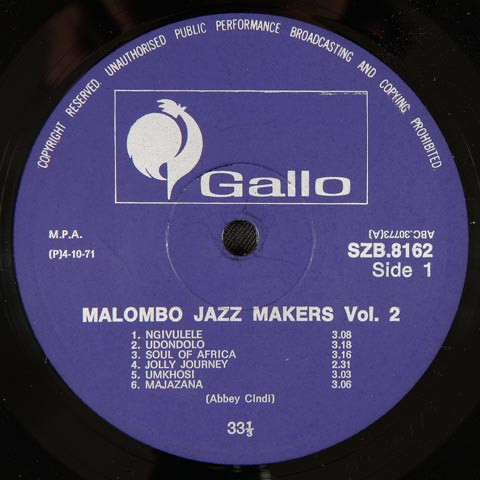 COPYRIGHT RESERVED. UNAUTHORISED PUBLIC PERFORMANCE BROADCASTING AND COPYING PROHIBITED
Gallo
M.P.A.
(P)4-10-71
ABC.30773(A)
SZB.8162
Side 1
MALOMBO JAZZ MAKERS Vol. 2
1. NGIVULELE 3.08
2. UDONDOLO 3.18
3. SOUL OF AFRICA 3.16
4. JOLLY JOURNEY 2.31
5. UMKHOSI 3.03
6. MAJAZANA 3.06
(Abbey Cindi)
33⅓